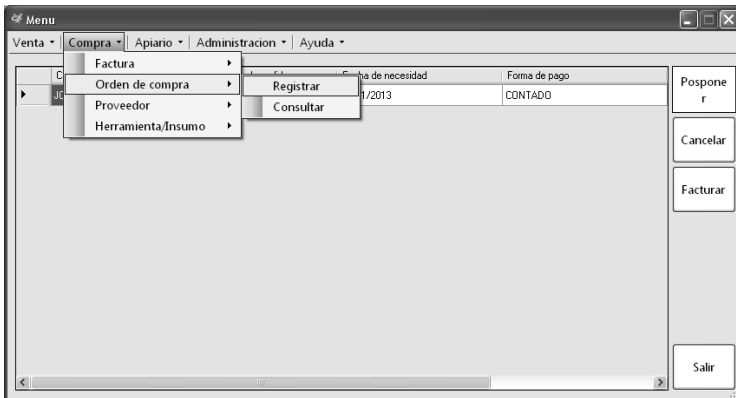 Menu
Venta Compra Apiario Administracion Ayuda
Factura
Orden de compra
Proveedor
Herramienta/Insumo
Registrar
Consultar
de necesidad Forma de pago
1/2013 CONTADO
Pospone
r
Cancelar
Facturar
Salir